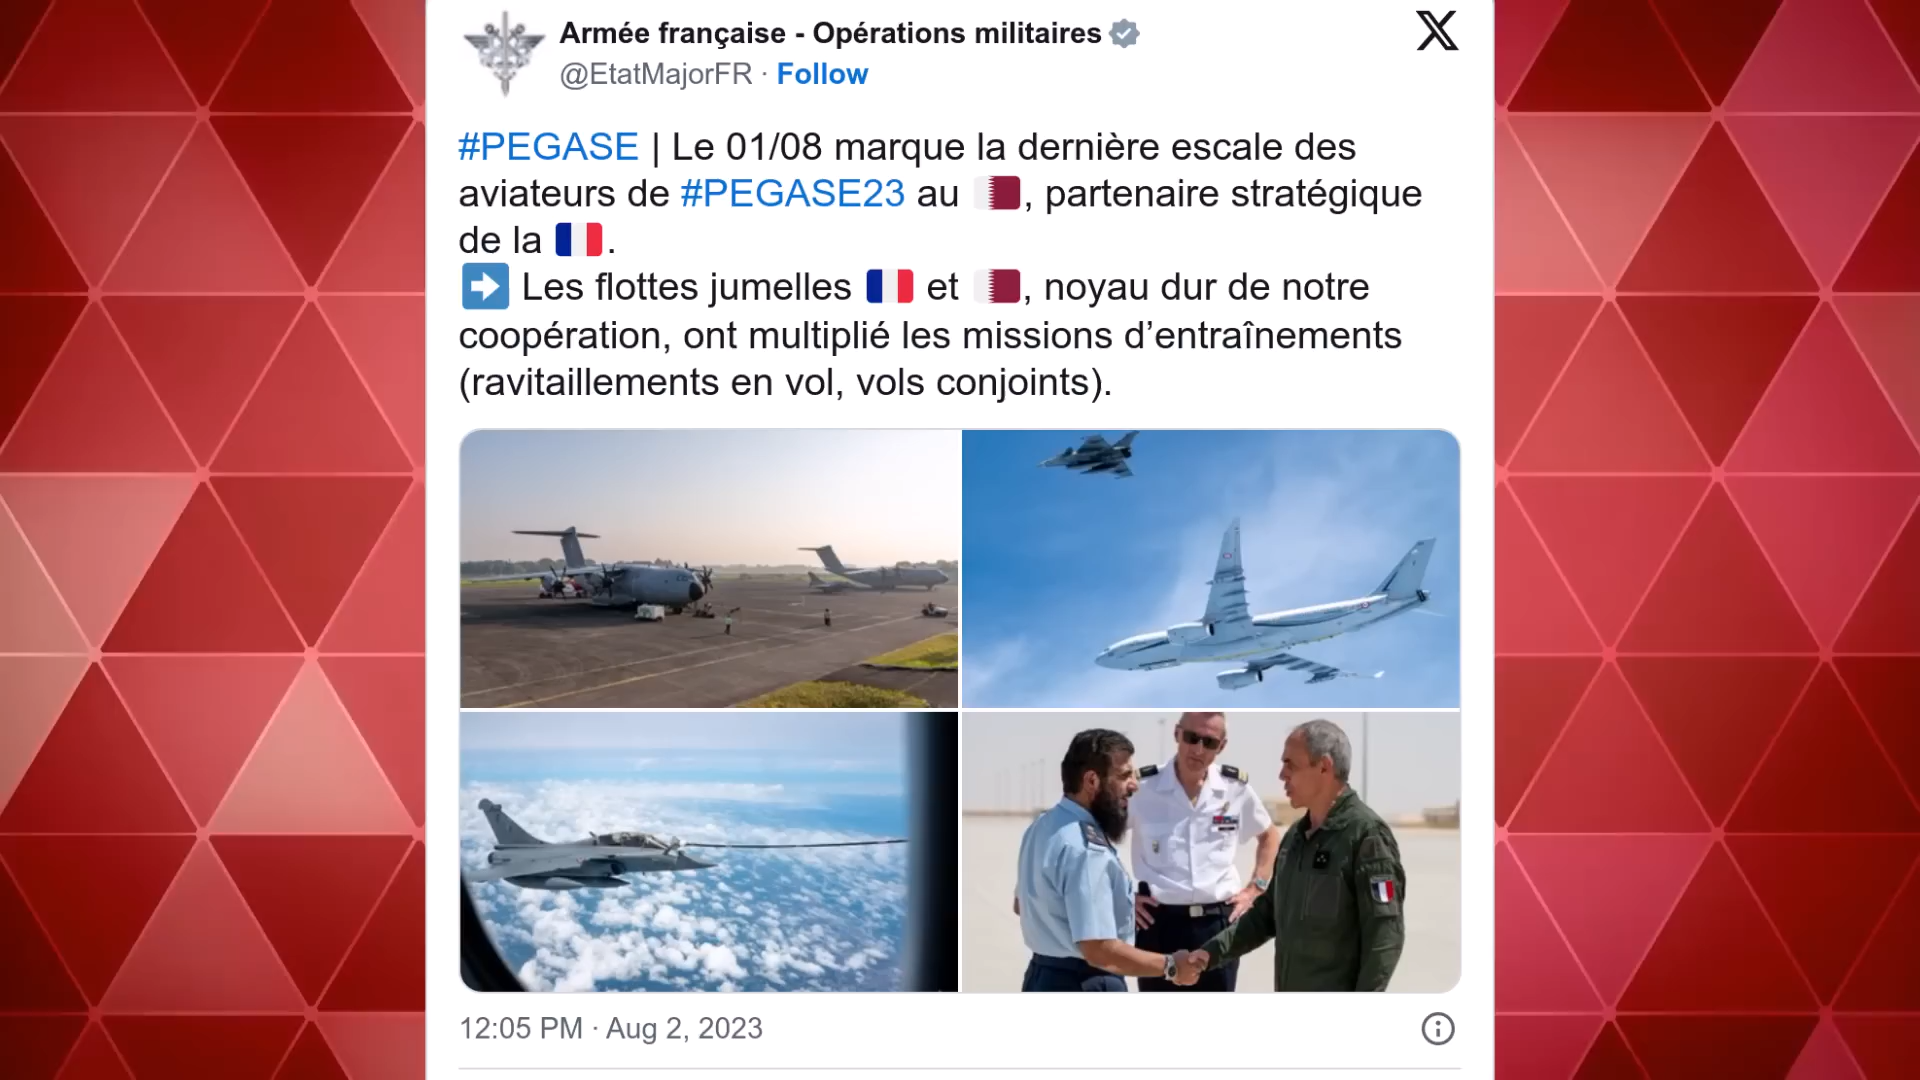 Armée française - Opérations militaires
@EtatMajorFR · Follow
#PEGASE | Le 01/08 marque la dernière escale des
aviateurs de #PEGASE23 au 🇶🇦, partenaire stratégique
de la 🇫🇷.
➡️ Les flottes jumelles 🇫🇷 et 🇶🇦, noyau dur de notre
coopération, ont multiplié les missions d’entraînements
(ravitaillements en vol, vols conjoints).
12:05 PM · Aug 2, 2023